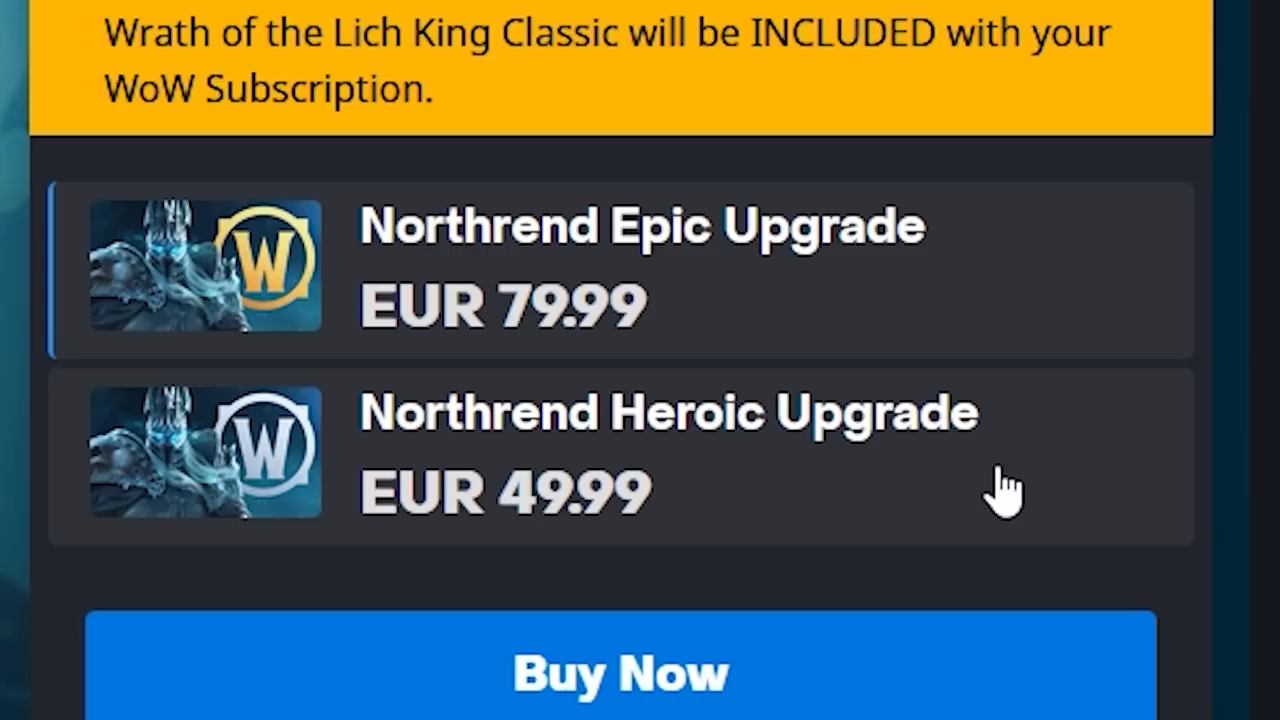 Wrath of the Lich King Classic will be INCLUDED with your
WoW Subscription.
W
Northrend Epic Upgrade
EUR 79.99
W
Northrend Heroic Upgrade
EUR 49.99
Buy Now